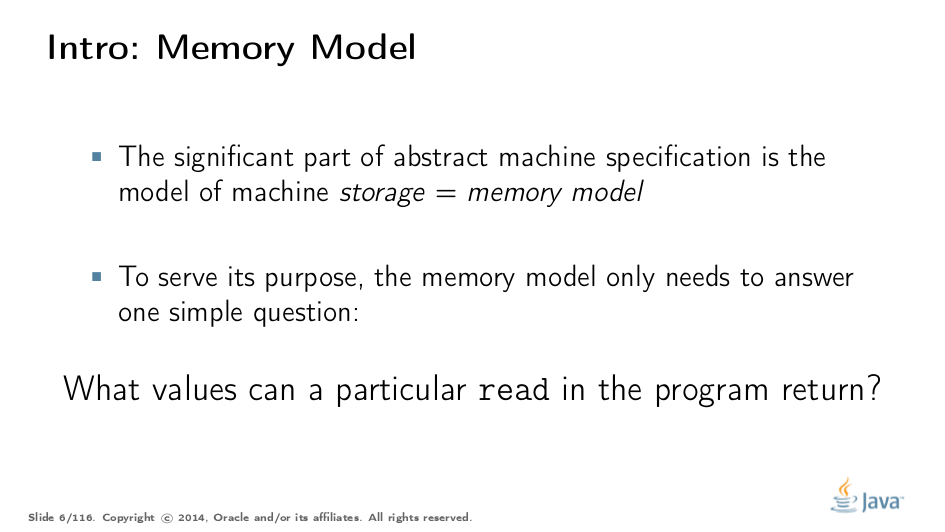 Intro: Memory Model
The significant part of abstract machine specification is the
model of machine storage = memory model
To serve its purpose, the memory model only needs to answer
one simple question:
What values can a particular read in the program return?
Slide 6/116. Copyright © 2014, Oracle and/or its affiliates. All rights reserved.
Java™